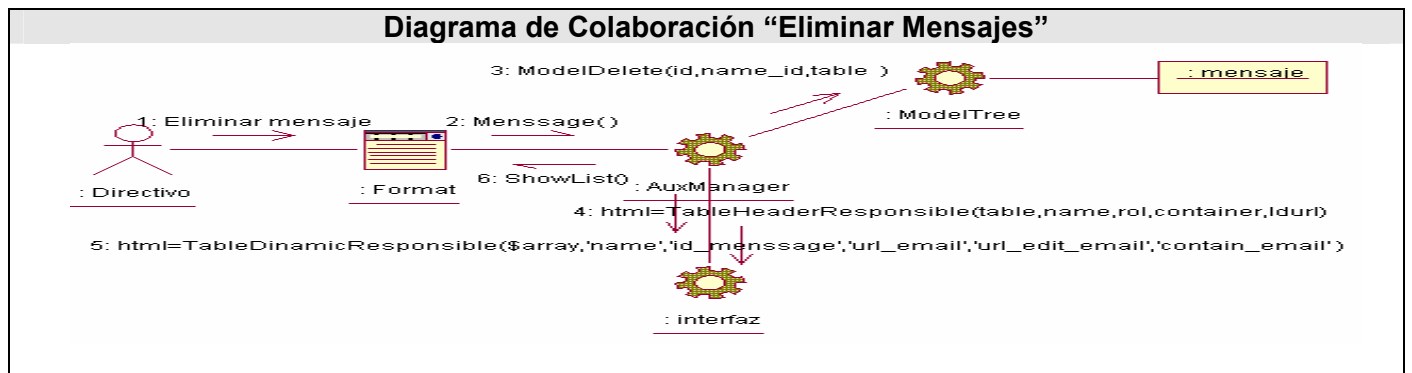 Diagrama de Colaboración “Eliminar Mensajes”
3: ModelDelete(id,name_id,table )
: mensaje
: ModelTree
1: Eliminar mensaje
2: Menssage()
6: ShowList()
: Directivo
: Format
: AuxManager
4: html=TableHeaderResponsible(table,name,rol,container,Idurl)
5: html=TableDinamicResponsible($array,'name','id_menssage','url_email','url_edit_email','contain_email')
: interfaz